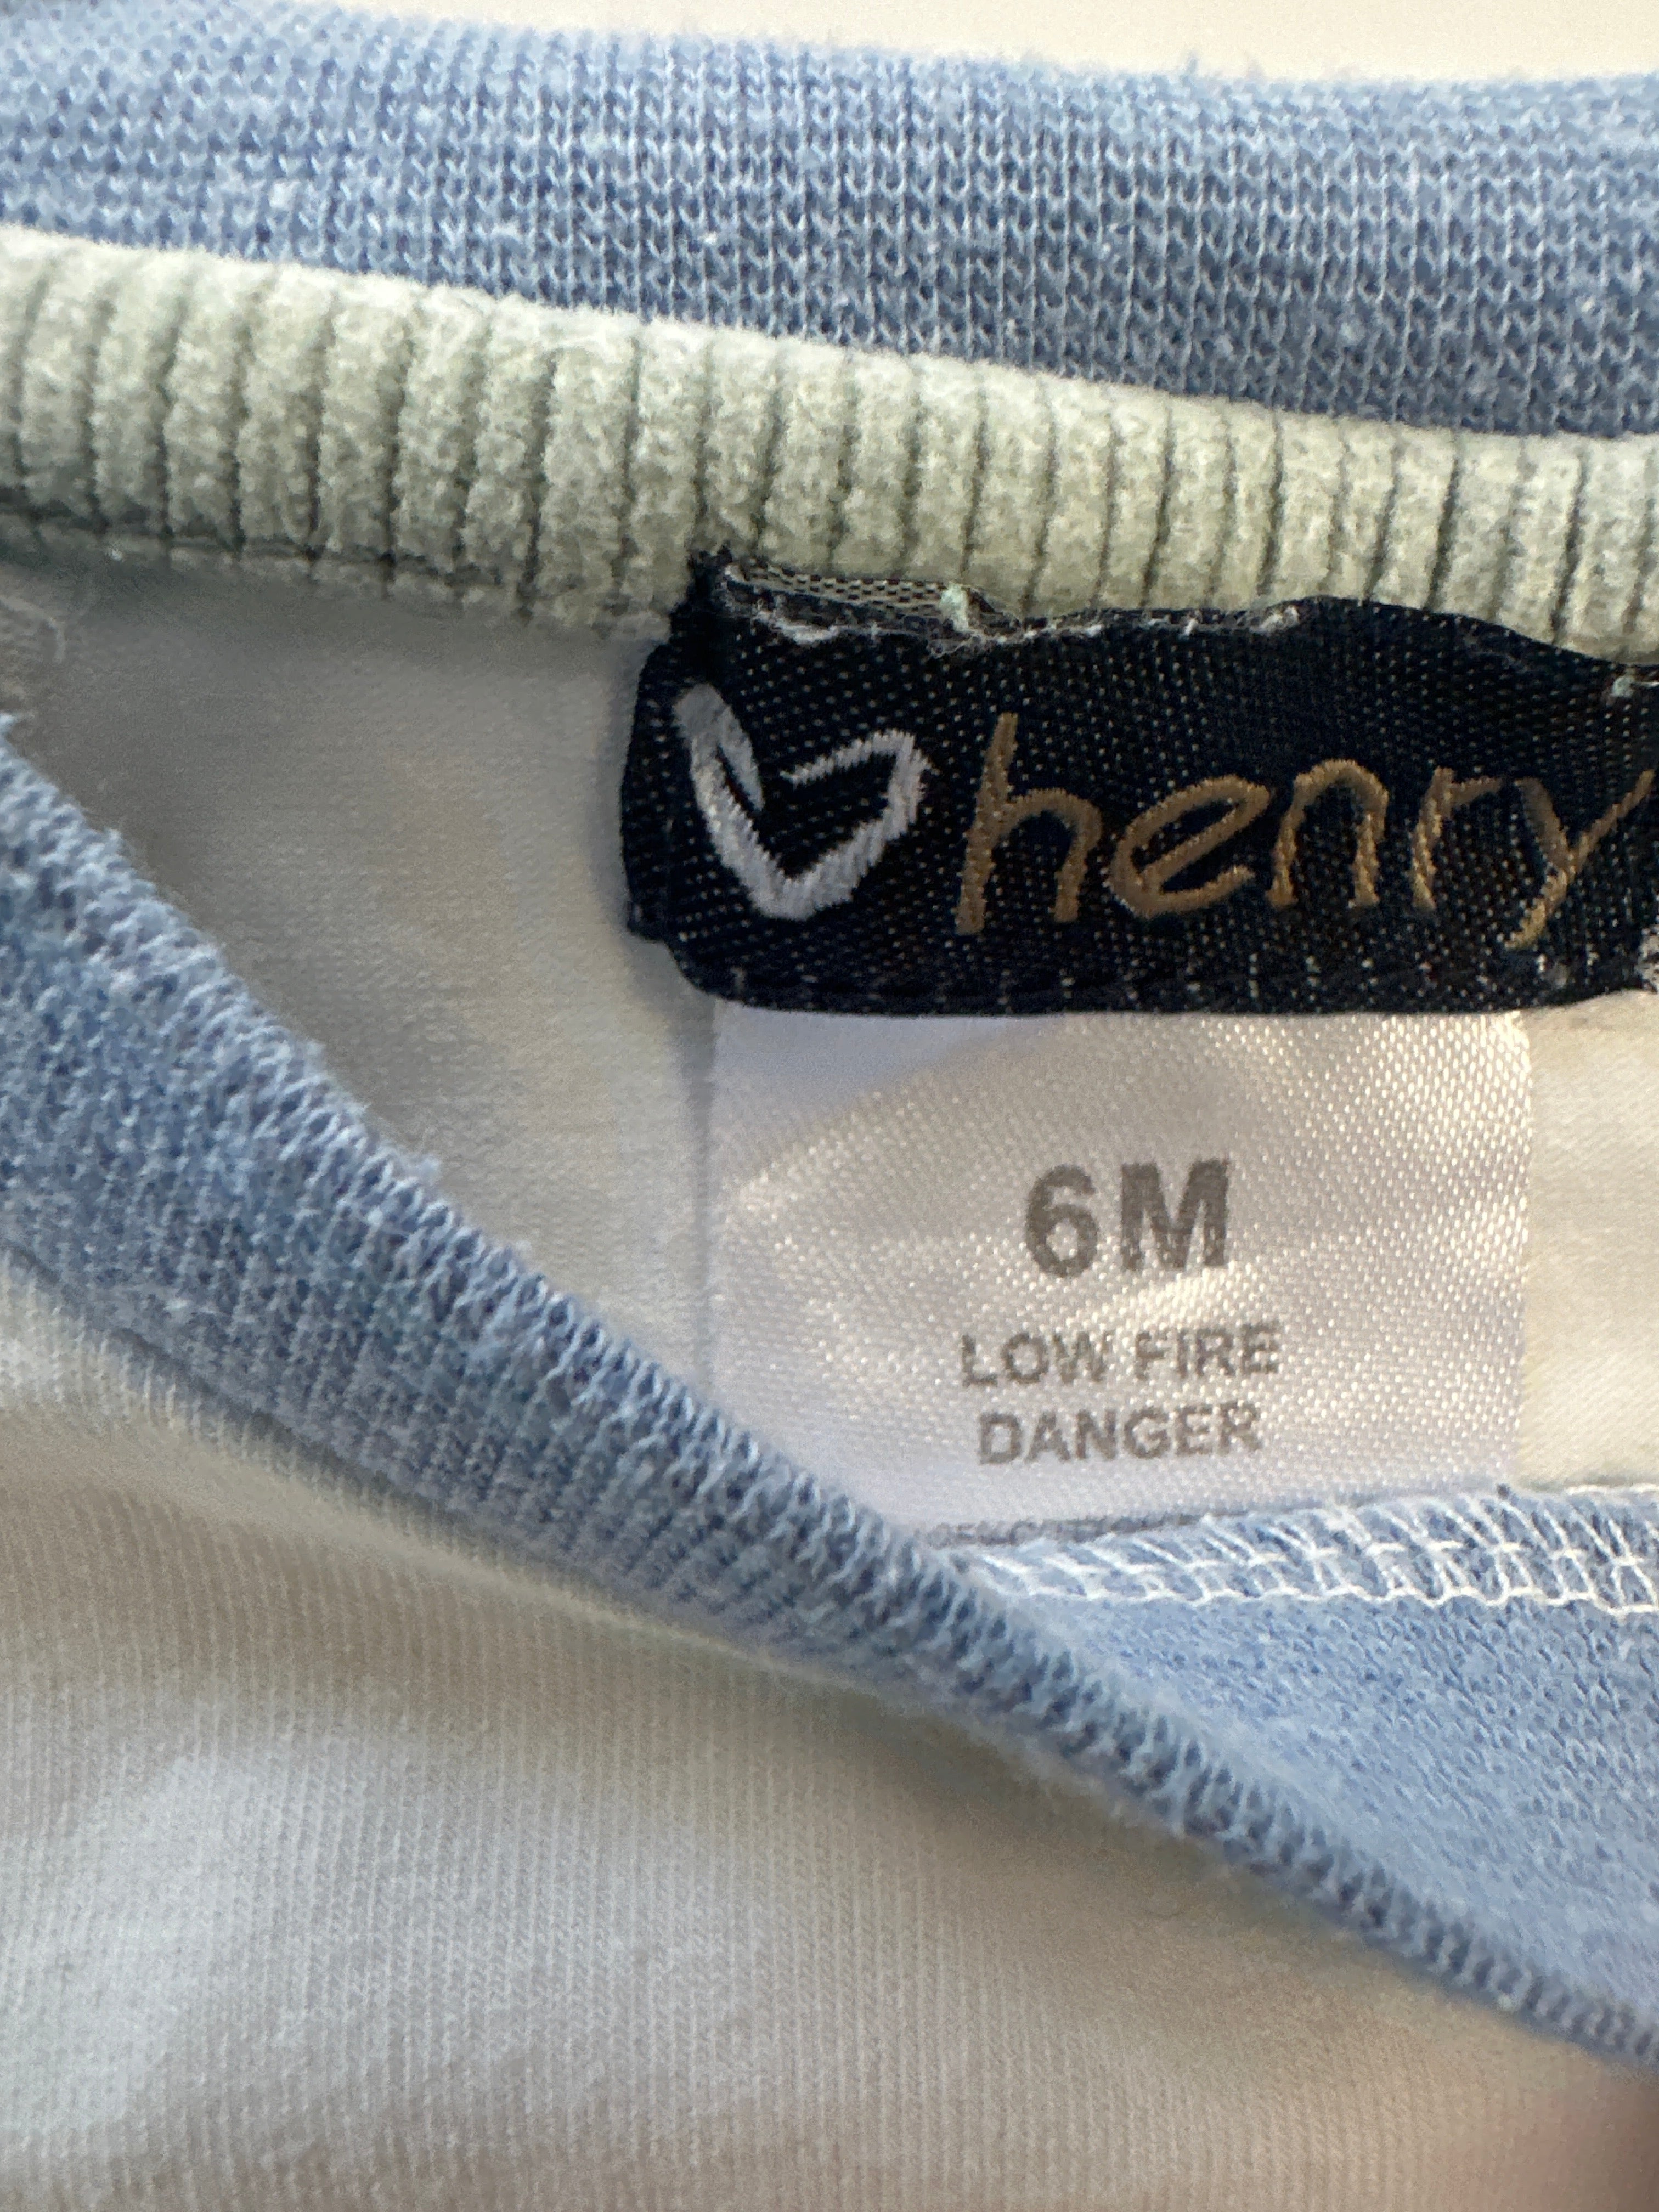 henry
6M
LOW FIRE
DANGER